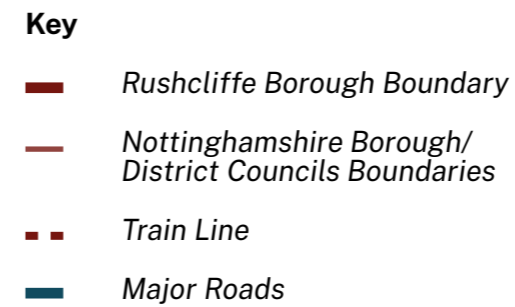 Key
Rushcliffe Borough Boundary
Nottinghamshire Borough/
District Councils Boundaries
Train Line
Major Roads